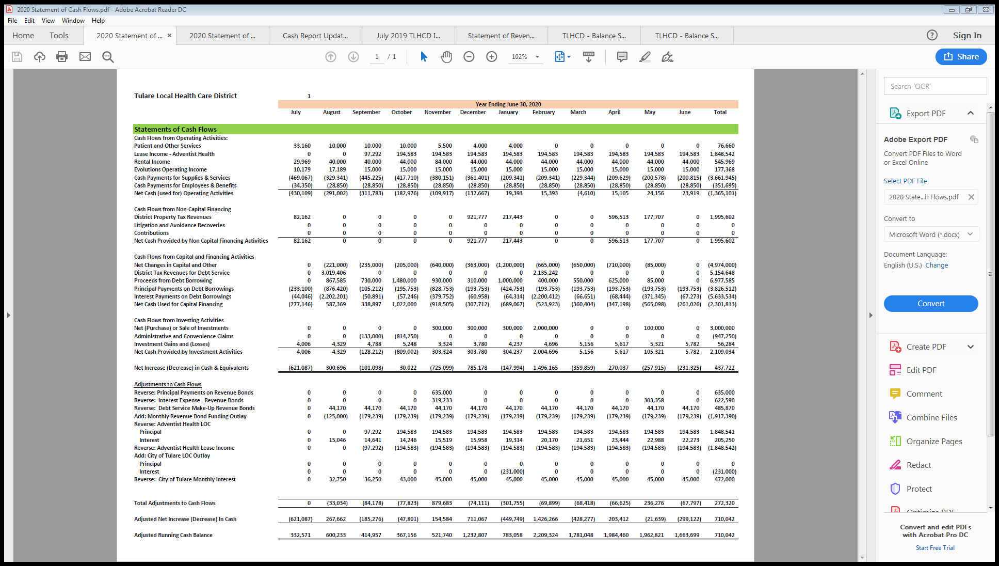 2020 Statement of Cash Flows.pdf - Adobe Acrobat Reader DC
File Edit View Window Help
Home Tools 2020 Statement of ... × 2020 Statement of ... Cash Report Updat... July 2019 TLHCD I... Statement of Reven... TLHCD - Balance S... TLHCD - Balance S... Sign In
1 / 1 102% Share
Tulare Local Health Care District 1
Year Ending June 30, 2020
July August September October November December January February March April May June Total
Statements of Cash Flows
Cash Flows from Operating Activities:
Patient and Other Services 33,160 10,000 10,000 10,000 5,500 4,000 4,000 0 0 0 0 0 76,660
Lease Income - Adventist Health 0 0 97,292 194,583 194,583 194,583 194,583 194,583 194,583 194,583 194,583 194,583 1,848,542
Rental Income 29,969 40,000 40,000 44,000 84,000 44,000 44,000 44,000 44,000 44,000 44,000 44,000 545,969
Evolutions Operating Income 10,179 17,189 15,000 15,000 15,000 15,000 15,000 15,000 15,000 15,000 15,000 15,000 177,368
Cash Payments for Supplies & Services (469,067) (329,341) (445,225) (417,710) (380,151) (361,401) (209,341) (209,341) (229,344) (209,629) (200,578) (200,815) (3,661,945)
Cash Payments for Employees & Benefits (34,350) (28,850) (28,850) (28,850) (28,850) (28,850) (28,850) (28,850) (28,850) (28,850) (28,850) (28,850) (351,695)
Net Cash (used for) Operating Activities (430,109) (291,002) (311,783) (182,976) (109,917) (132,667) 19,393 15,393 (4,610) 15,105 24,156 23,919 (1,365,101)
Cash Flows from Non-Capital Financing
District Property Tax Revenues 82,162 0 0 0 0 921,777 217,443 0 0 596,513 177,707 0 1,995,602
Litigation and Avoidance Recoveries 0 0 0 0 0 0 0 0 0 0 0 0 0
Contributions 0 0 0 0 0 0 0 0 0 0 0 0 0
Net Cash Provided by Non Capital Financing Activities 82,162 0 0 0 0 921,777 217,443 0 0 596,513 177,707 0 1,995,602
Cash Flows from Capital and Financing Activities
Net Changes in Capital and Other 0 (221,000) (235,000) (205,000) (640,000) (363,000) (1,200,000) (665,000) (650,000) (710,000) (85,000) 0 (4,974,000)
District Tax Revenues for Debt Service 0 3,019,406 0 0 0 0 0 2,135,242 0 0 0 0 5,154,648
Proceeds from Debt Borrowing 0 867,585 730,000 1,480,000 930,000 310,000 1,000,000 400,000 550,000 625,000 85,000 0 6,977,585
Principal Payments on Debt Borrowings (233,100) (876,420) (105,212) (195,753) (828,753) (193,753) (424,753) (193,753) (193,753) (193,753) (193,753) (193,753) (3,826,512)
Interest Payments on Debt Borrowings (44,046) (2,202,201) (50,891) (57,246) (379,752) (60,958) (64,314) (2,200,412) (66,651) (68,444) (371,345) (67,273) (5,633,534)
Net Cash Used for Capital Financing (277,146) 587,369 338,897 1,022,000 (918,505) (307,712) (689,067) (523,923) (360,404) (347,198) (565,098) (261,026) (2,301,813)
Cash Flows from Investing Activities
Net (Purchase) or Sale of Investments 0 0 0 0 300,000 300,000 300,000 2,000,000 0 0 100,000 0 3,000,000
Administrative and Convenience Claims 0 0 (133,000) (814,250) 0 0 0 0 0 0 0 0 (947,250)
Investment Gains and (Losses) 4,006 4,329 4,788 5,248 3,324 3,780 4,237 4,696 5,156 5,617 5,321 5,782 56,284
Net Cash Provided by Investment Activities 4,006 4,329 (128,212) (809,002) 303,324 303,780 304,237 2,004,696 5,156 5,617 105,321 5,782 2,109,034
Net Increase (Decrease) in Cash & Equivalents (621,087) 300,696 (101,098) 30,022 (725,099) 785,178 (147,994) 1,496,165 (359,859) 270,037 (257,915) (231,325) 437,722
Adjustments to Cash Flows
Reverse: Principal Payments on Revenue Bonds 0 0 0 0 635,000 0 0 0 0 0 0 0 635,000
Reverse: Interest Expense - Revenue Bonds 0 0 0 0 319,233 0 0 0 0 0 303,358 0 622,590
Reverse: Debt Service Make-Up Revenue Bonds 0 44,170 44,170 44,170 44,170 44,170 44,170 44,170 44,170 44,170 44,170 44,170 485,870
Add: Monthly Revenue Bond Funding Outlay 0 (125,000) (179,239) (179,239) (179,239) (179,239) (179,239) (179,239) (179,239) (179,239) (179,239) (179,239) (1,917,390)
Reverse: Adventist Health LOC
Principal 0 0 97,292 194,583 194,583 194,583 194,583 194,583 194,583 194,583 194,583 194,583 1,848,541
Interest 0 15,046 14,641 14,246 15,519 15,958 19,314 20,170 21,651 23,444 22,988 22,273 205,250
Reverse: Adventist Health Lease Income 0 0 (97,292) (194,583) (194,583) (194,583) (194,583) (194,583) (194,583) (194,583) (194,583) (194,583) (1,848,542)
Add: City of Tulare LOC Outlay
Principal 0 0 0 0 0 0 0 0 0 0 0 0 0
Interest 0 0 0 0 0 0 (231,000) 0 0 0 0 0 (231,000)
Reverse: City of Tulare Monthly Interest 0 32,750 36,250 43,000 45,000 45,000 45,000 45,000 45,000 45,000 45,000 45,000 472,000
Total Adjustments to Cash Flows 0 (33,034) (84,178) (77,823) 879,683 (74,111) (301,755) (69,899) (68,418) (66,625) 236,276 (67,797) 272,320
Adjusted Net Increase (Decrease) In Cash (621,087) 267,662 (185,276) (47,801) 154,584 711,067 (449,749) 1,426,266 (428,277) 203,412 (21,639) (299,122) 710,042
Adjusted Running Cash Balance 332,571 600,233 414,957 367,156 521,740 1,232,807 783,058 2,209,324 1,781,048 1,984,460 1,962,821 1,663,699 710,042
Search 'OCR'
Export PDF
Adobe Export PDF
Convert PDF Files to Word
or Excel Online
Select PDF File
2020 State...h Flows.pdf
Convert to
Microsoft Word (*.docx)
Document Language:
English (U.S.) Change
Convert
Create PDF
Edit PDF
Comment
Combine Files
Organize Pages
Redact
Protect
Optimize PDF
Convert and edit PDFs
with Acrobat Pro DC
Start Free Trial